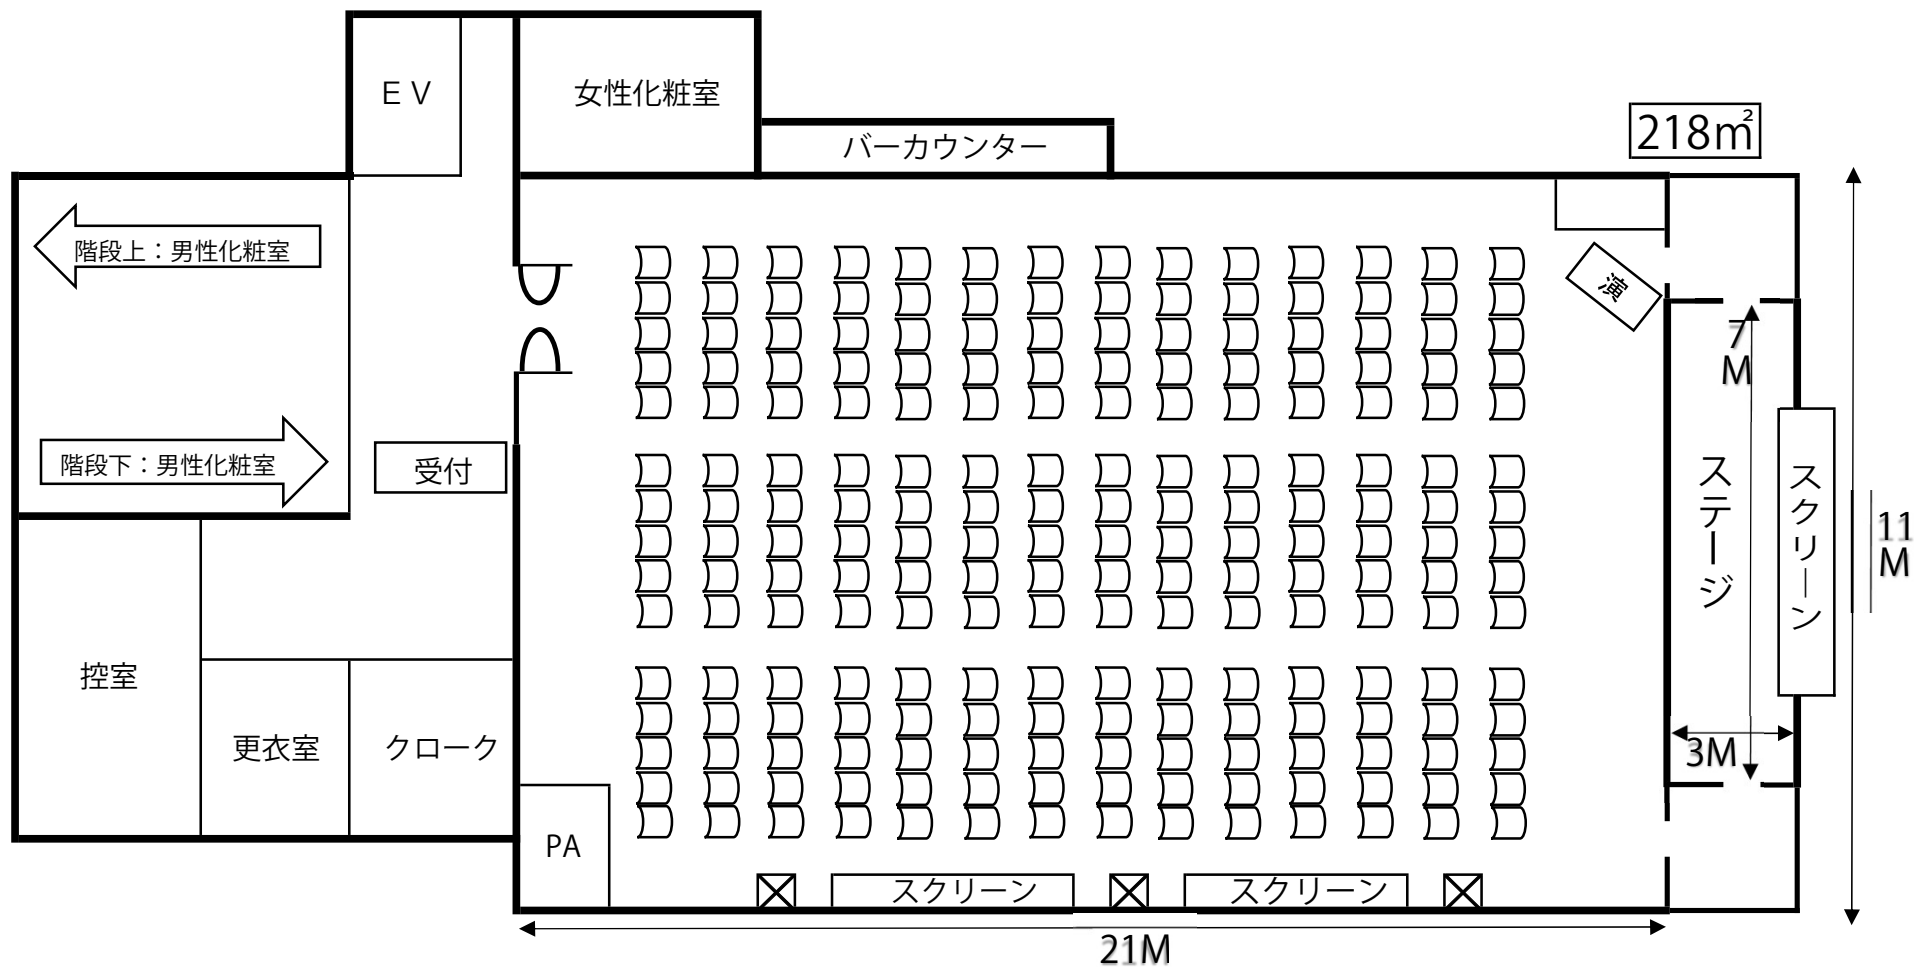 ＥＶ
女性化粧室
バーカウンター
218㎡
階段上：男性化粧室
演
7
M
階段下：男性化粧室
受付
ステージ
スクリーン
11
M
控室
更衣室
クローク
3M
PA
スクリーン
スクリーン
21M